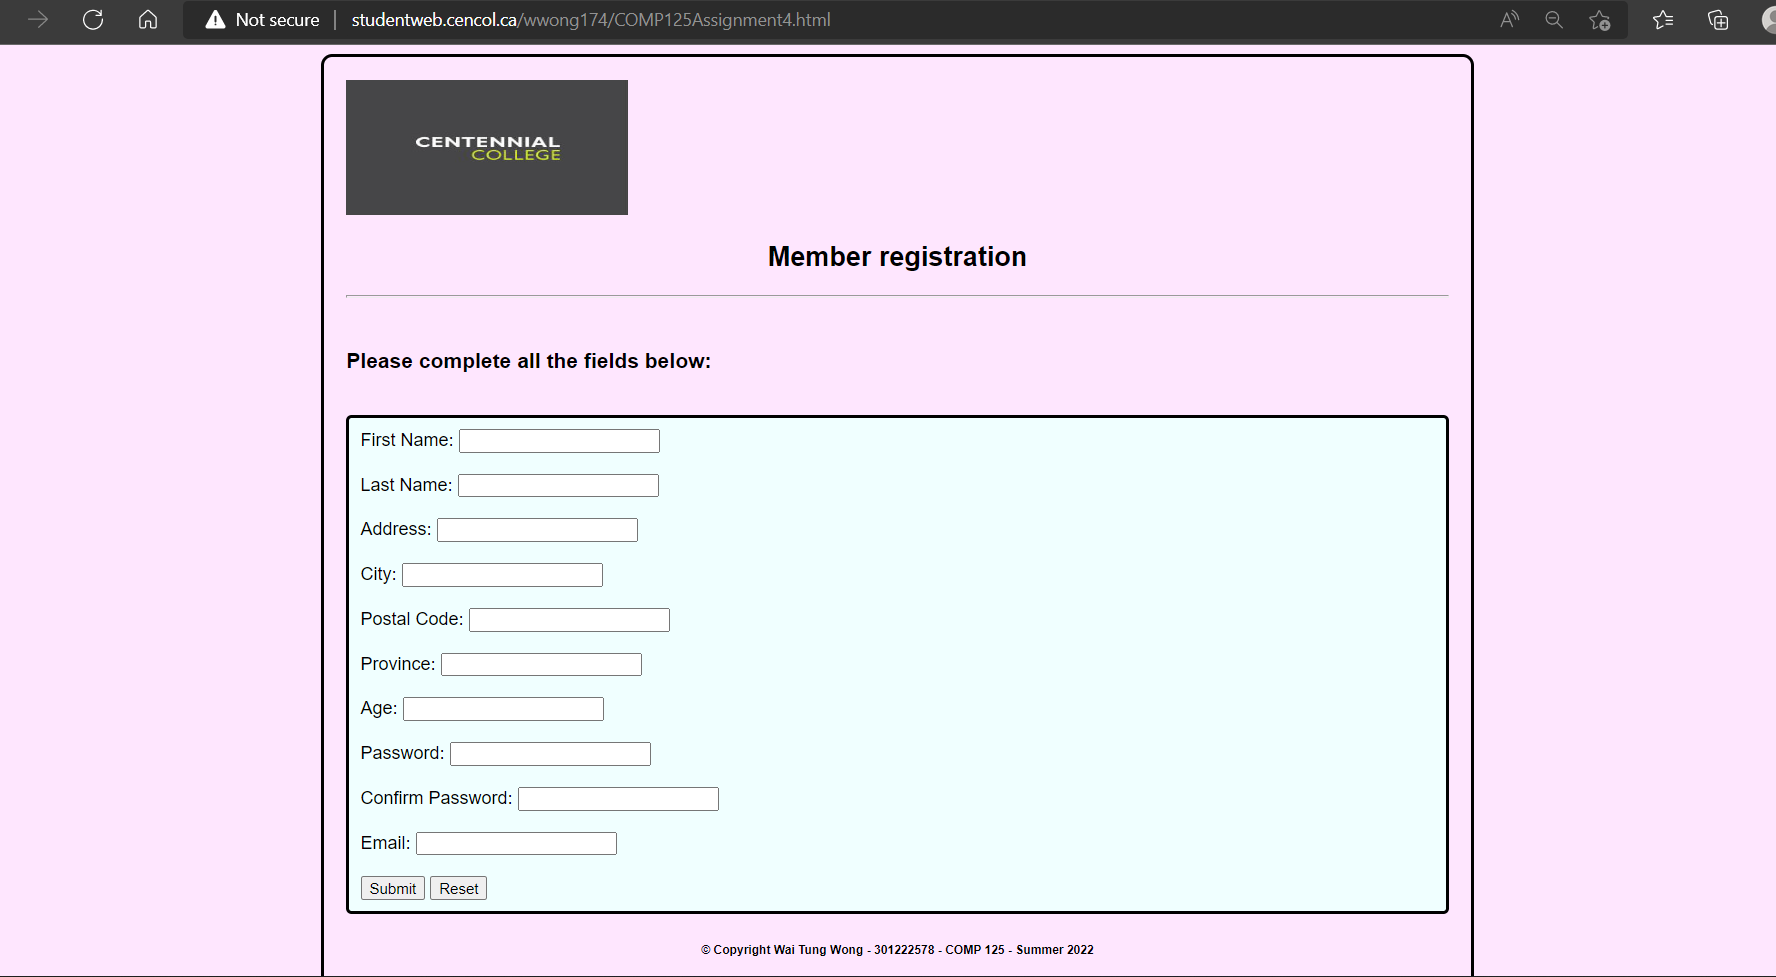 Not secure | studentweb.cencol.ca/wwong174/COMP125Assignment4.html
CENTENNIAL
COLLEGE
Member registration
Please complete all the fields below:
First Name:
Last Name:
Address:
City:
Postal Code:
Province:
Age:
Password:
Confirm Password:
Email:
Submit Reset
© Copyright Wai Tung Wong - 301222578 - COMP 125 - Summer 2022